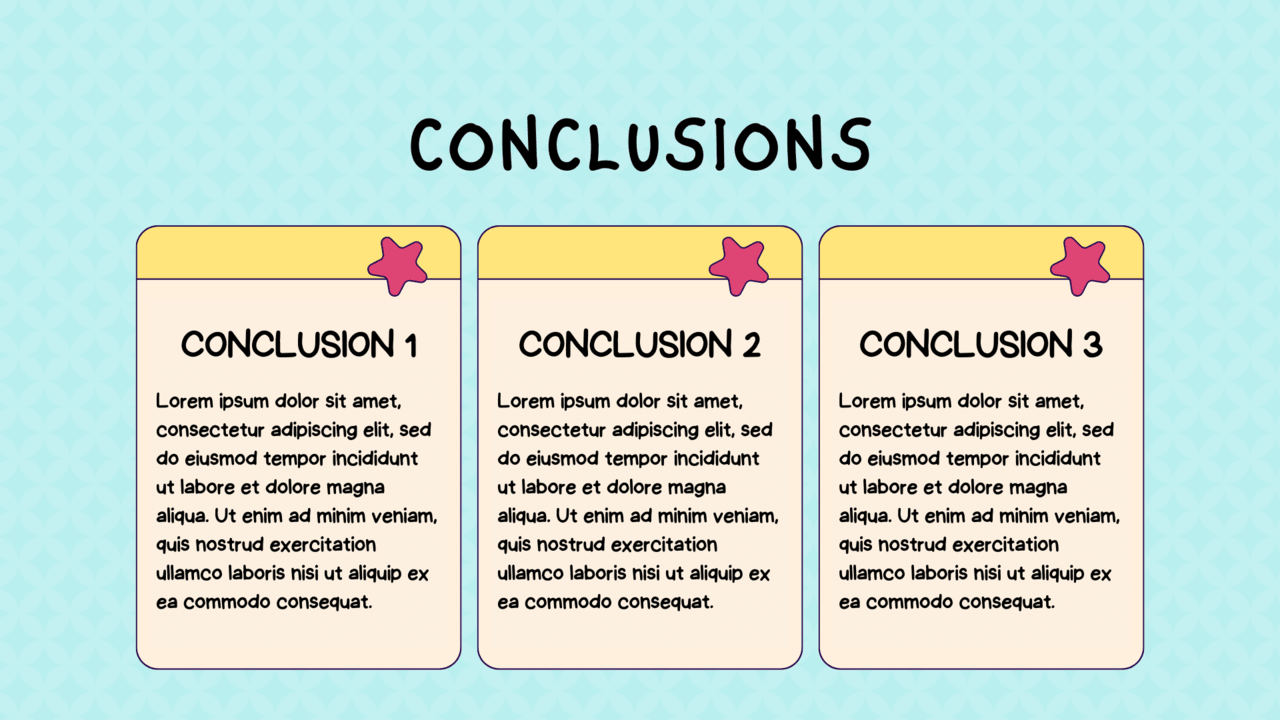 CONCLUSIONS
CONCLUSION 1
Lorem ipsum dolor sit amet,
consectetur adipiscing elit, sed
do eiusmod tempor incididunt
ut labore et dolore magna
aliqua. Ut enim ad minim veniam,
quis nostrud exercitation
ullamco laboris nisi ut aliquip ex
ea commodo consequat.
CONCLUSION 2
Lorem ipsum dolor sit amet,
consectetur adipiscing elit, sed
do eiusmod tempor incididunt
ut labore et dolore magna
aliqua. Ut enim ad minim veniam,
quis nostrud exercitation
ullamco laboris nisi ut aliquip ex
ea commodo consequat.
CONCLUSION 3
Lorem ipsum dolor sit amet,
consectetur adipiscing elit, sed
do eiusmod tempor incididunt
ut labore et dolore magna
aliqua. Ut enim ad minim veniam,
quis nostrud exercitation
ullamco laboris nisi ut aliquip ex
ea commodo consequat.